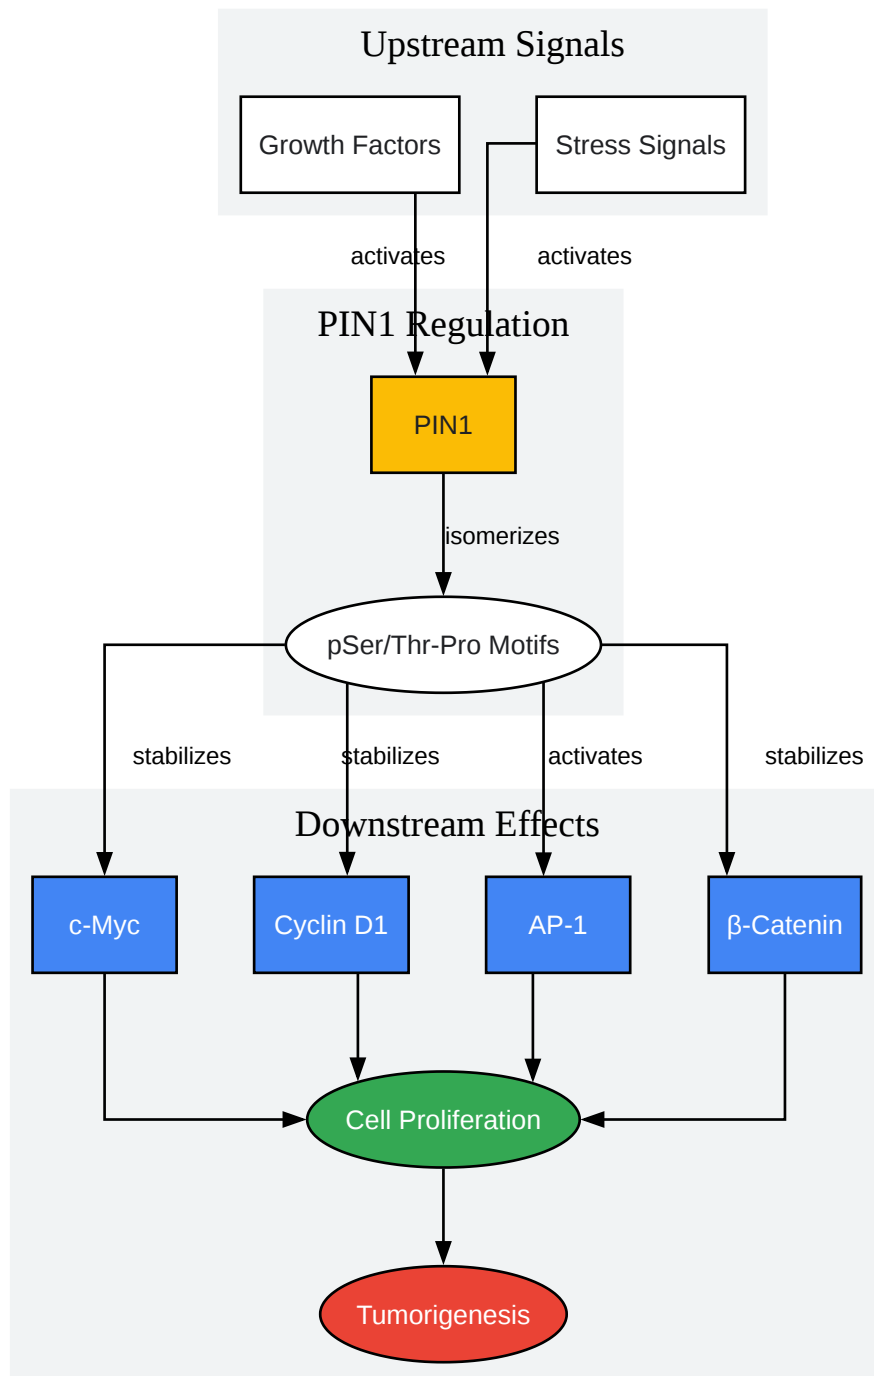 Upstream Signals
Growth Factors
Stress Signals
activates
activates
PIN1 Regulation
PIN1
isomerizes
pSer/Thr-Pro Motifs
stabilizes
stabilizes
activates
stabilizes
Downstream Effects
c-Myc
Cyclin D1
AP-1
β-Catenin
Cell Proliferation
Tumorigenesis